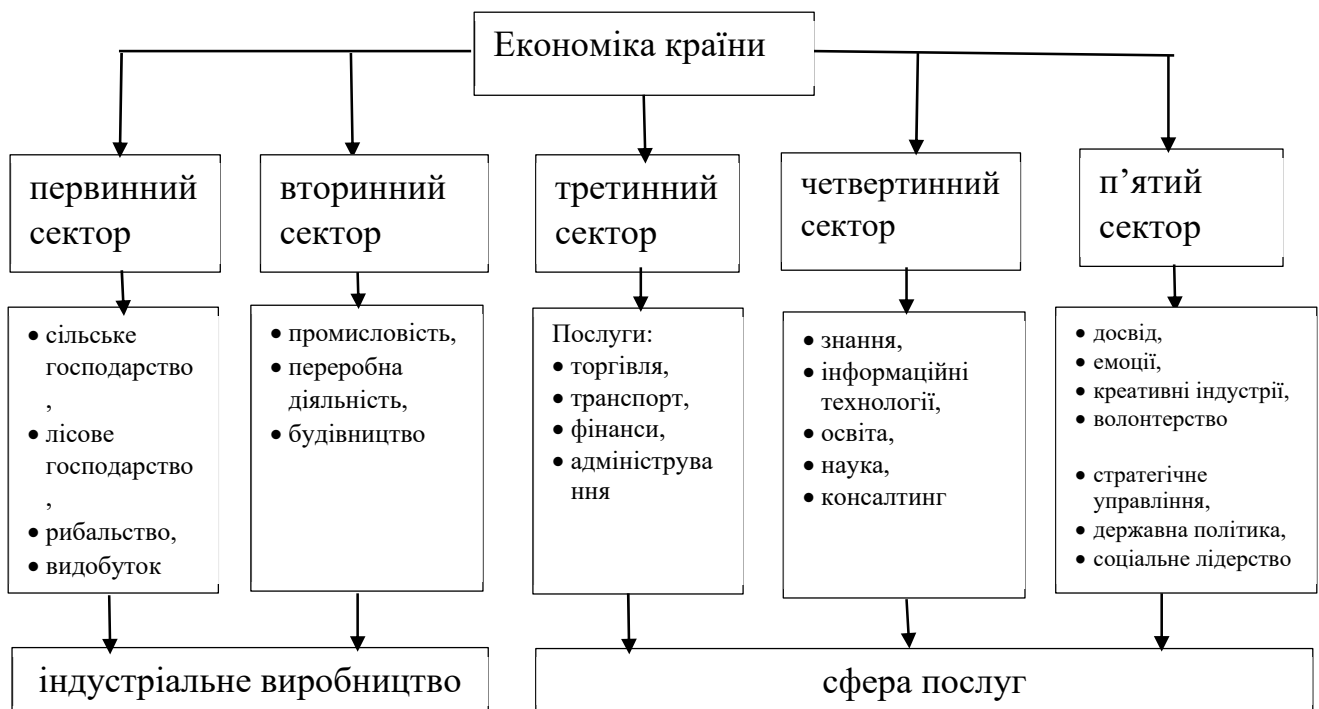 Економіка країни
первинний
сектор
вторинний
сектор
третинний
сектор
четвертинний
сектор
п’ятий
сектор
• сільське
господарство
,
• лісове
господарство
,
• рибальство,
• видобуток
• промисловість,
• переробна
діяльність,
• будівництво
Послуги:
• торгівля,
• транспорт,
• фінанси,
• адмініструва
ння
• знання,
• інформаційні
технології,
• освіта,
• наука,
• консалтинг
• досвід,
• емоції,
• креативні індустрії,
• волонтерство
• стратегічне
управління,
• державна політика,
• соціальне лідерство
індустріальне виробництво
сфера послуг